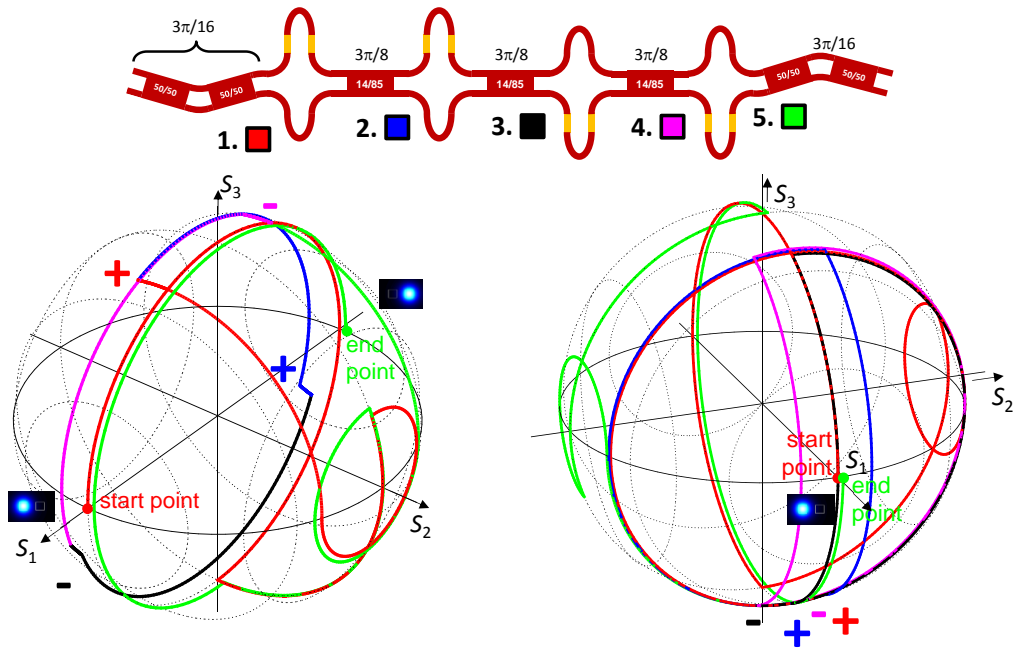 3π/16
3π/8
3π/8
3π/8
3π/16
50/50
50/50
14/85
14/85
14/85
50/50
50/50
1.
2.
3.
4.
5.
S3
-
+
end
point
+
start point
S1
S2
-
S3
S2
start
point
S1
end
point
-
+
-
+